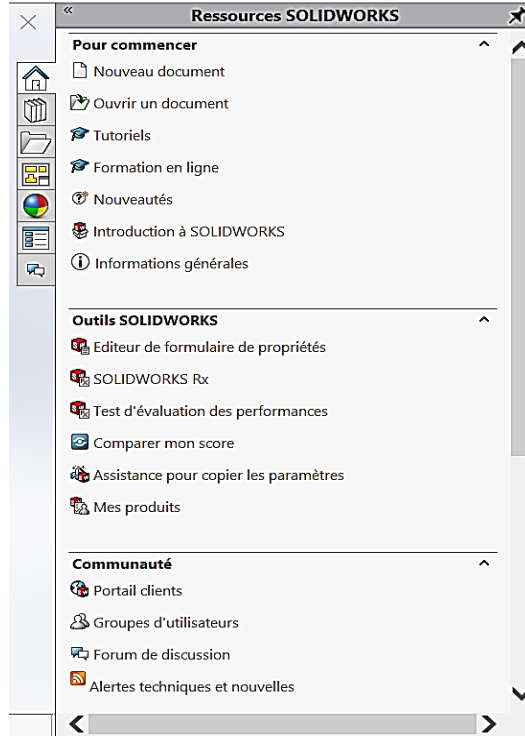 Ressources SOLIDWORKS
Pour commencer
Nouveau document
Ouvrir un document
Tutoriels
Formation en ligne
Nouveautés
Introduction à SOLIDWORKS
Informations générales
Outils SOLIDWORKS
Editeur de formulaire de propriétés
SOLIDWORKS Rx
Test d'évaluation des performances
Comparer mon score
Assistance pour copier les paramètres
Mes produits
Communauté
Portail clients
Groupes d'utilisateurs
Forum de discussion
Alertes techniques et nouvelles